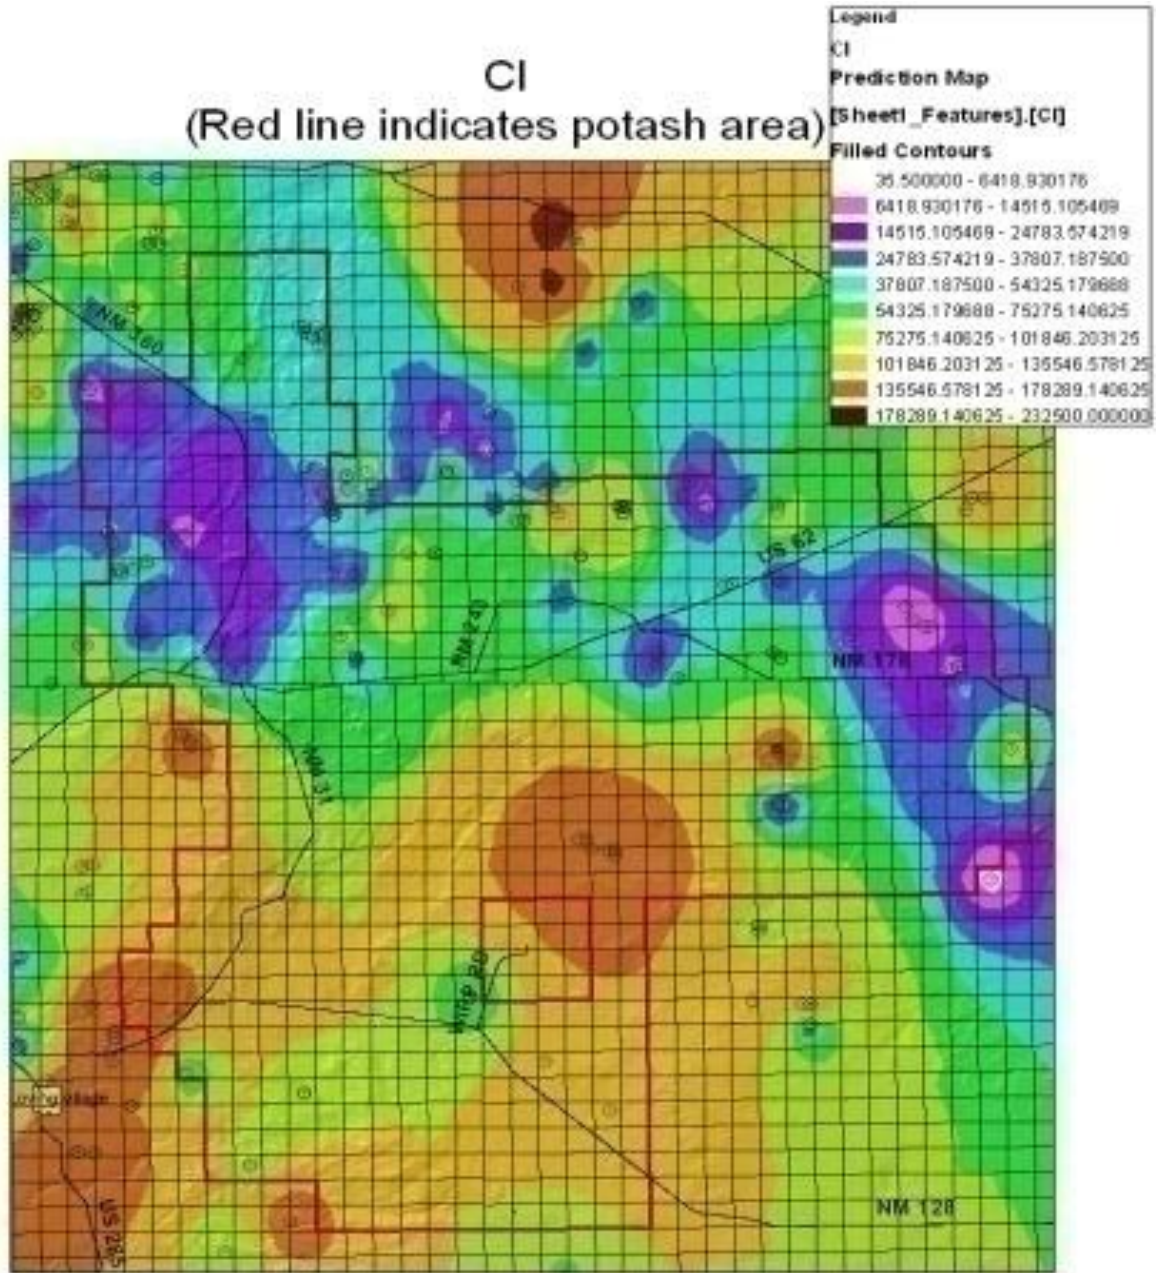 Cl
(Red line indicates potash area)
Legend
Cl
Prediction Map
[Sheet1_Features].[Cl]
Filled Contours
35.500000 - 6418.930176
6418.930176 - 14515.105469
14515.105469 - 24783.574219
24783.574219 - 37807.187500
37807.187500 - 54325.179688
54325.179688 - 75275.140625
75275.140625 - 101846.203125
101846.203125 - 135546.578125
135546.578125 - 178289.140625
178289.140625 - 232500.000000
NM 360
US 62
NM 243
NM 176
NM 31
village
NM 128
US 285